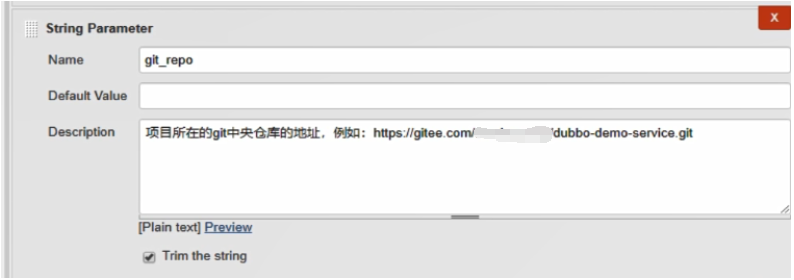 String Parameter
X
Name
git_repo
Default Value
Description
项目所在的git中央仓库的地址，例如：https://gitee.com/ /dubbo-demo-service.git
[Plain text] Preview
Trim the string